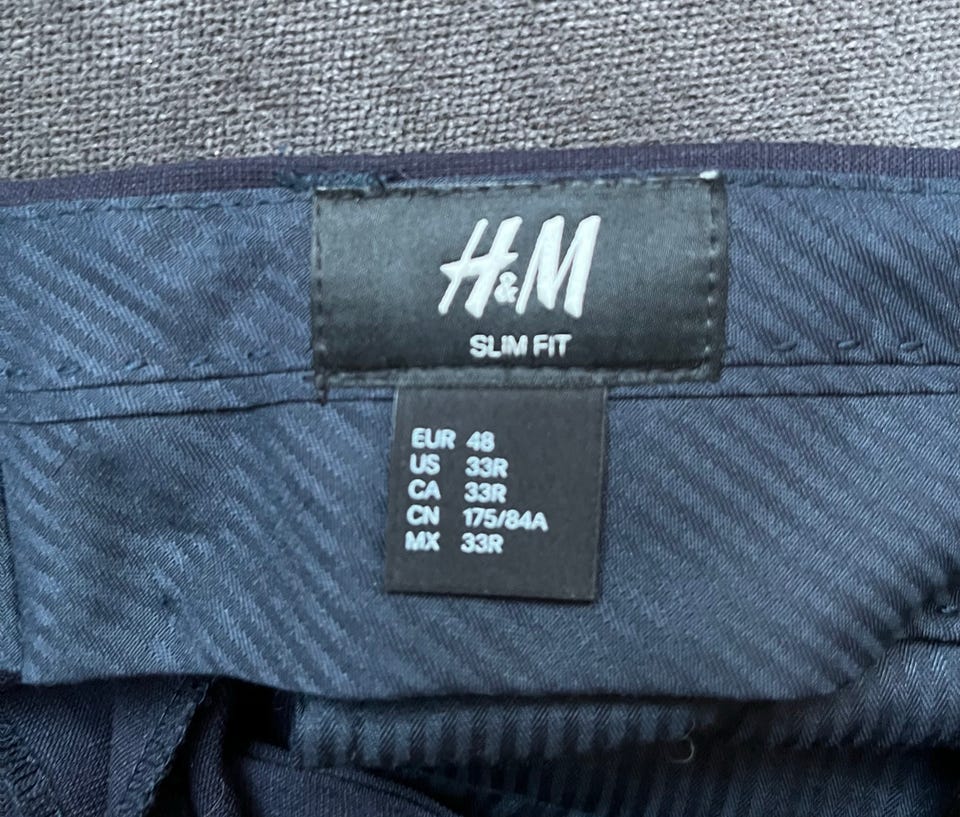 H&M
SLIM FIT
EUR 48
US 33R
CA 33R
CN 175/84A
MX 33R